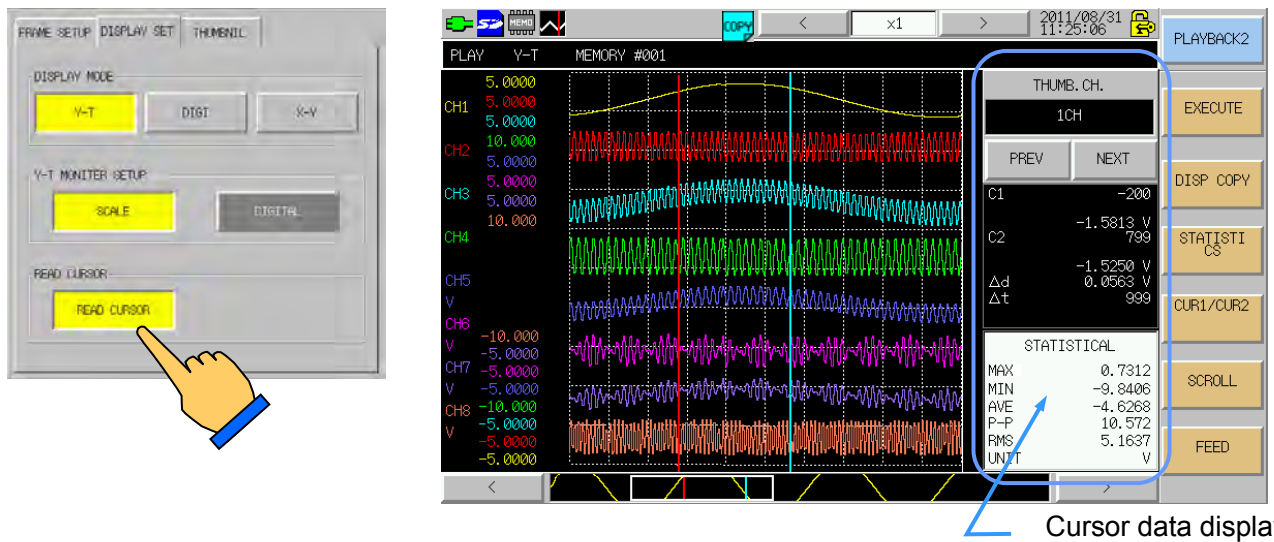 FRAME SETUP DISPLAY SET THUMBNIL
DISPLAY MODE
Y-T DIGI X-Y
Y-T MONITER SETUP
SCALE DIGITAL
READ CURSOR
READ CURSOR
SD MEMO COPY < ×1 > 2011/08/31
11:25:06
PLAY Y-T MEMORY #001
5.0000
CH1 5.0000
5.0000
CH2 10.000
5.0000
CH3 5.0000
5.0000
10.000
CH4
CH5
V
CH6
-10.000
V -5.0000
CH7 -5.0000
V -5.0000
CH8 -10.000
V -5.0000
-5.0000
-5.0000
THUMB. CH.
1CH
PREV NEXT
C1 -200
-1.5813 V
C2 799
-1.5250 V
Δd 0.0563 V
Δt 999
STATISTICAL
MAX 0.7312
MIN -9.8406
AVE -4.6268
P-P 10.572
RMS 5.1637
UNIT V
< >
PLAYBACK2
EXECUTE
DISP COPY
STATISTI
CS
CUR1/CUR2
SCROLL
FEED
Cursor data displa